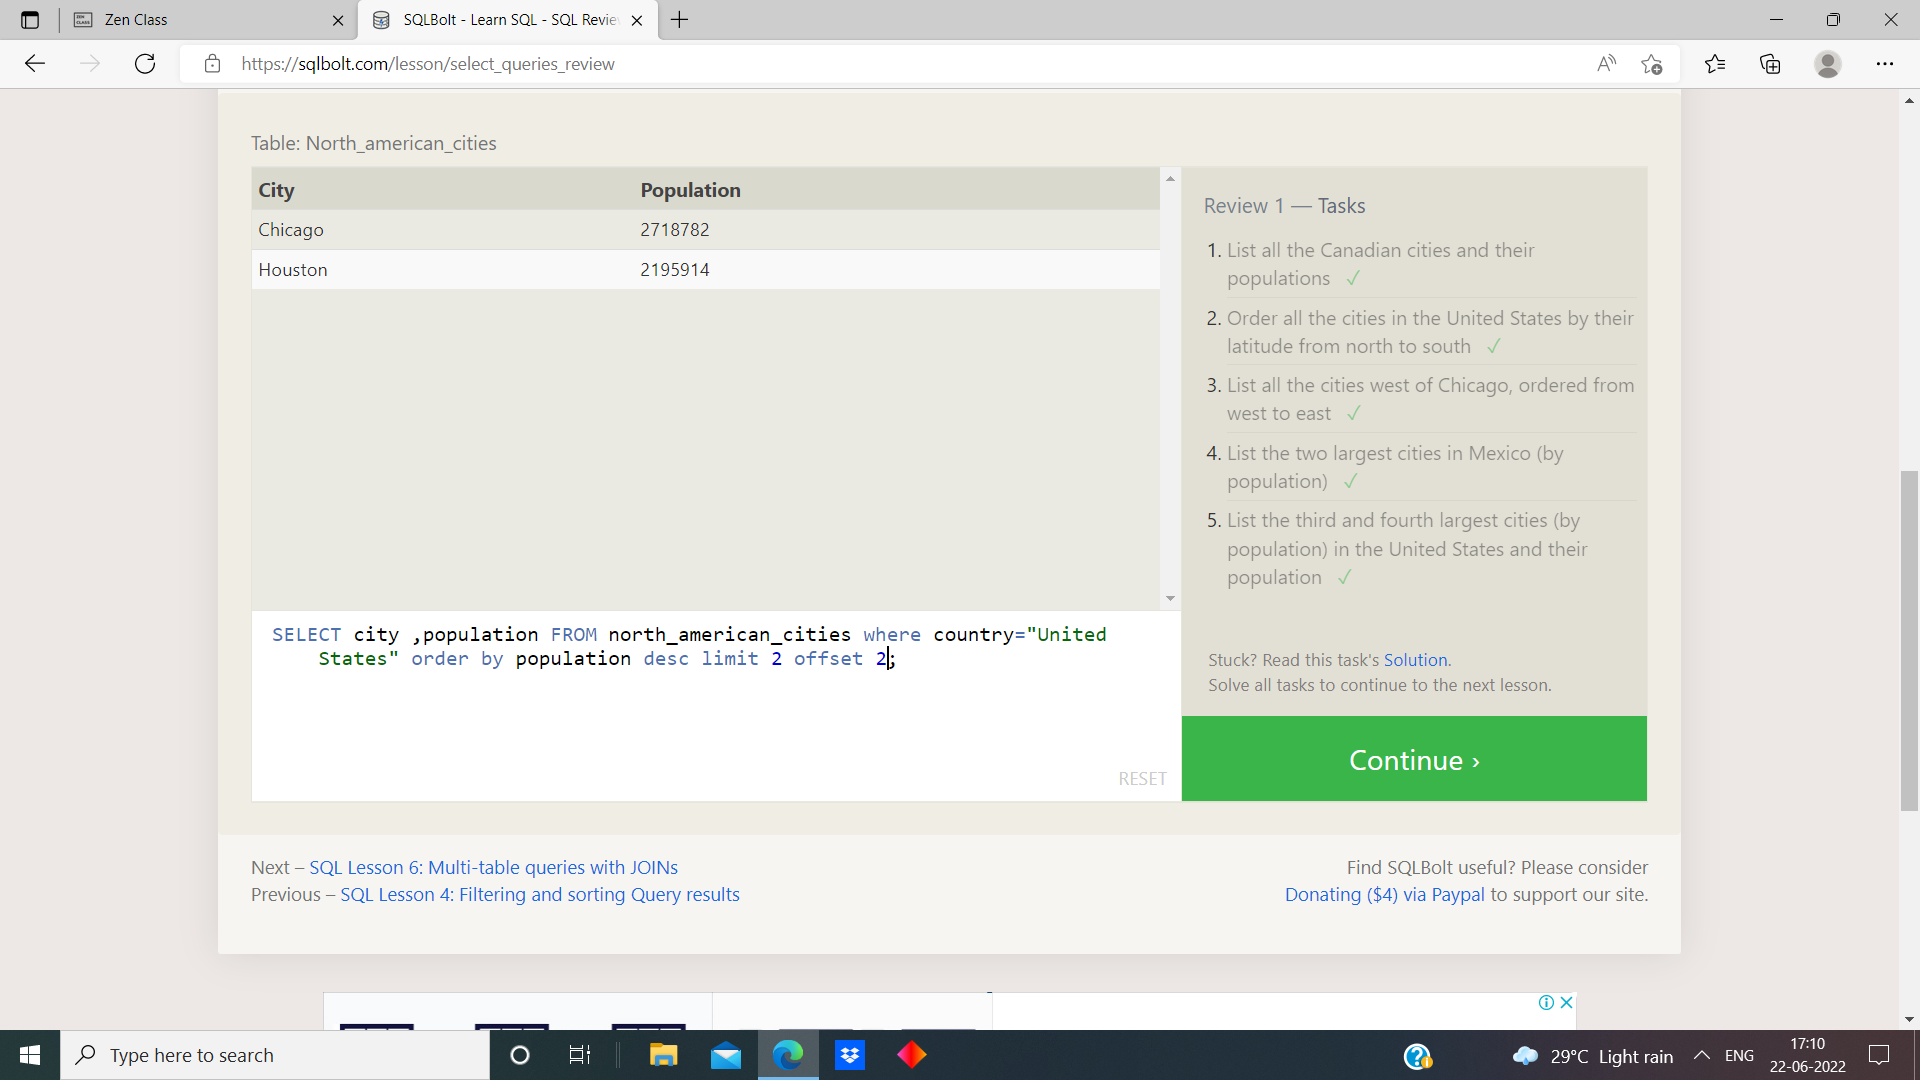 Zen Class
SQLBolt - Learn SQL - SQL Revie
https://sqlbolt.com/lesson/select_queries_review
Table: North_american_cities
City Population
Chicago 2718782
Houston 2195914
Review 1 — Tasks
1. List all the Canadian cities and their
populations ✓
2. Order all the cities in the United States by their
latitude from north to south ✓
3. List all the cities west of Chicago, ordered from
west to east ✓
4. List the two largest cities in Mexico (by
population) ✓
5. List the third and fourth largest cities (by
population) in the United States and their
population ✓
SELECT city ,population FROM north_american_cities where country="United
States" order by population desc limit 2 offset 2;
RESET
Stuck? Read this task's Solution.
Solve all tasks to continue to the next lesson.
Continue ›
Next – SQL Lesson 6: Multi-table queries with JOINs
Previous – SQL Lesson 4: Filtering and sorting Query results
Find SQLBolt useful? Please consider
Donating ($4) via Paypal to support our site.
Type here to search
29°C Light rain
ENG
17:10
22-06-2022